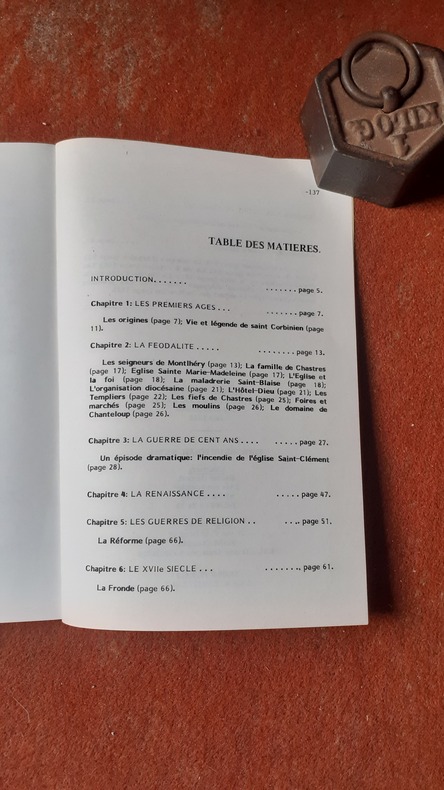 1
KILOG
-137
TABLE DES MATIERES.
INTRODUCTION....... ....... page 5.
Chapitre 1: LES PREMIERS AGES ... ....... page 7.
Les origines (page 7); Vie et légende de saint Corbinien (page
11).
Chapitre 2: LA FEODALITE ..... ........ page 13.
Les seigneurs de Montlhéry (page 13); La famille de Chastres
(page 17); Eglise Sainte Marie-Madeleine (page 17); L'Eglise et
la foi (page 18); La maladrerie Saint-Blaise (page 18);
L'organisation diocésaine (page 21); L'Hôtel-Dieu (page 21); Les
Templiers (page 22); Les fiefs de Chastres (page 25); Foires et
marchés (page 25); Les moulins (page 26); Le domaine de
Chanteloup (page 26).
Chapitre 3: LA GUERRE DE CENT ANS.... ..... page 27.
Un épisode dramatique: l'incendie de l'église Saint-Clément
(page 28).
Chapitre 4: LA RENAISSANCE .... ..... page 47.
Chapitre 5: LES GUERRES DE RELIGION .. .... page 51.
La Réforme (page 66).
Chapitre 6: LE XVIIe SIECLE ... ........ page 61.
La Fronde (page 66).